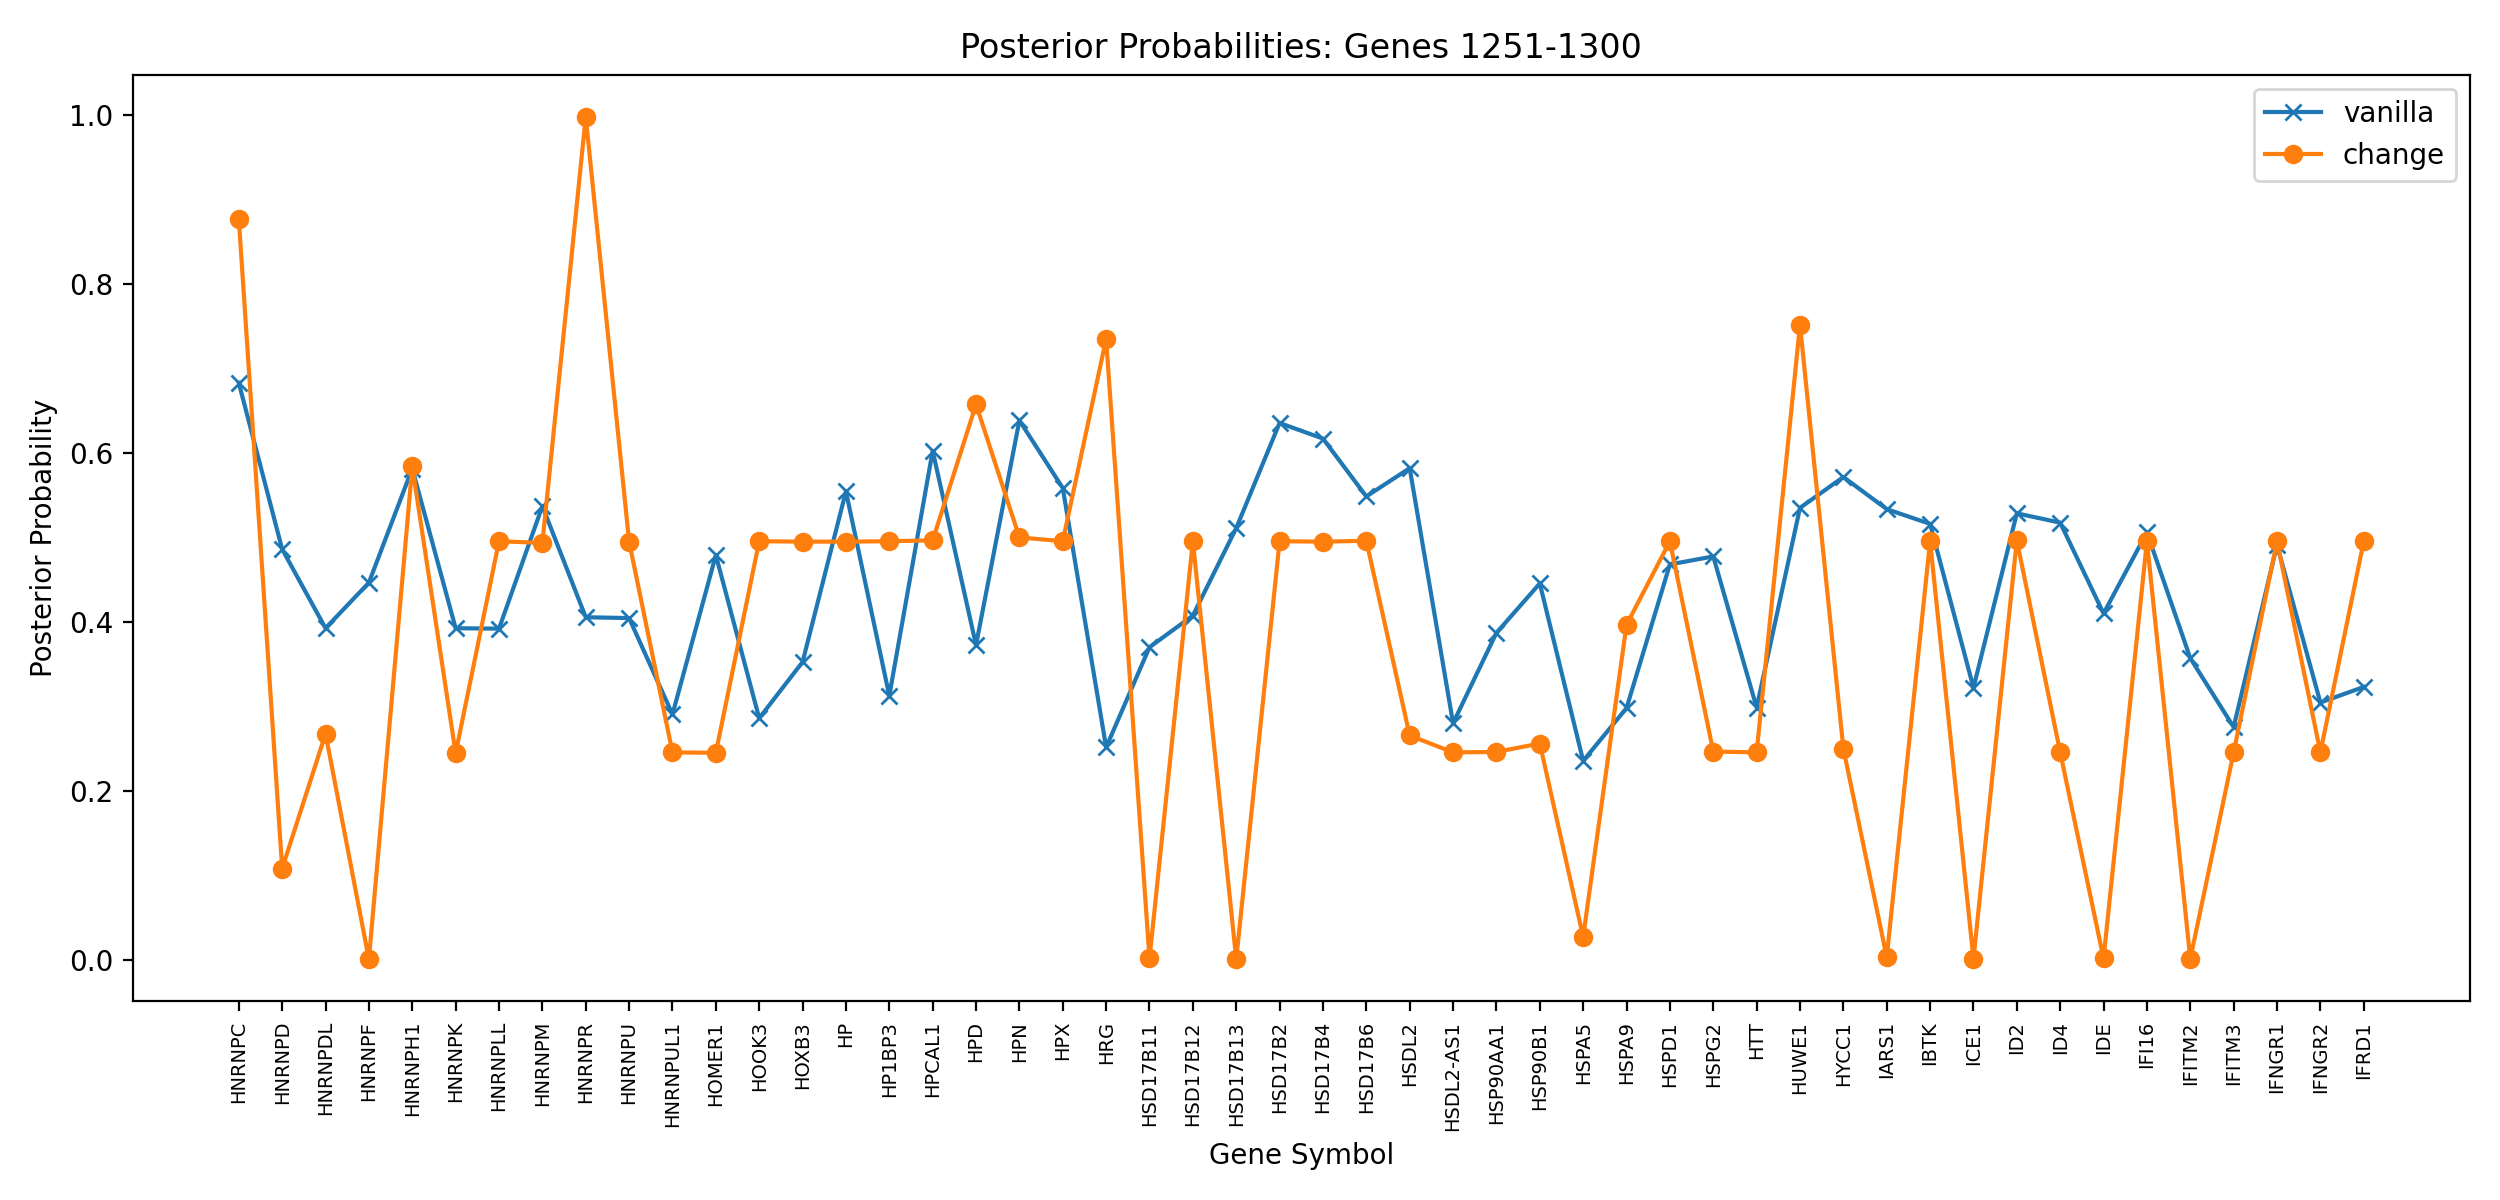 Posterior Probabilities: Genes 1251-1300
vanilla
change
Posterior Probability
1.0
0.8
0.6
0.4
0.2
0.0
HNRNPC
HNRNPD
HNRNPDL
HNRNPF
HNRNPH1
HNRNPK
HNRNPLL
HNRNPM
HNRNPR
HNRNPU
HNRNPUL1
HOMER1
HOOK3
HOXB3
HP
HP1BP3
HPCAL1
HPD
HPN
HPX
HRG
HSD17B11
HSD17B12
HSD17B13
HSD17B2
HSD17B4
HSD17B6
HSDL2
HSDL2-AS1
HSP90AA1
HSP90B1
HSPA5
HSPA9
HSPD1
HSPG2
HTT
HUWE1
HYCC1
IARS1
IBTK
ICE1
ID2
ID4
IDE
IFI16
IFITM2
IFITM3
IFNGR1
IFNGR2
IFRD1
Gene Symbol